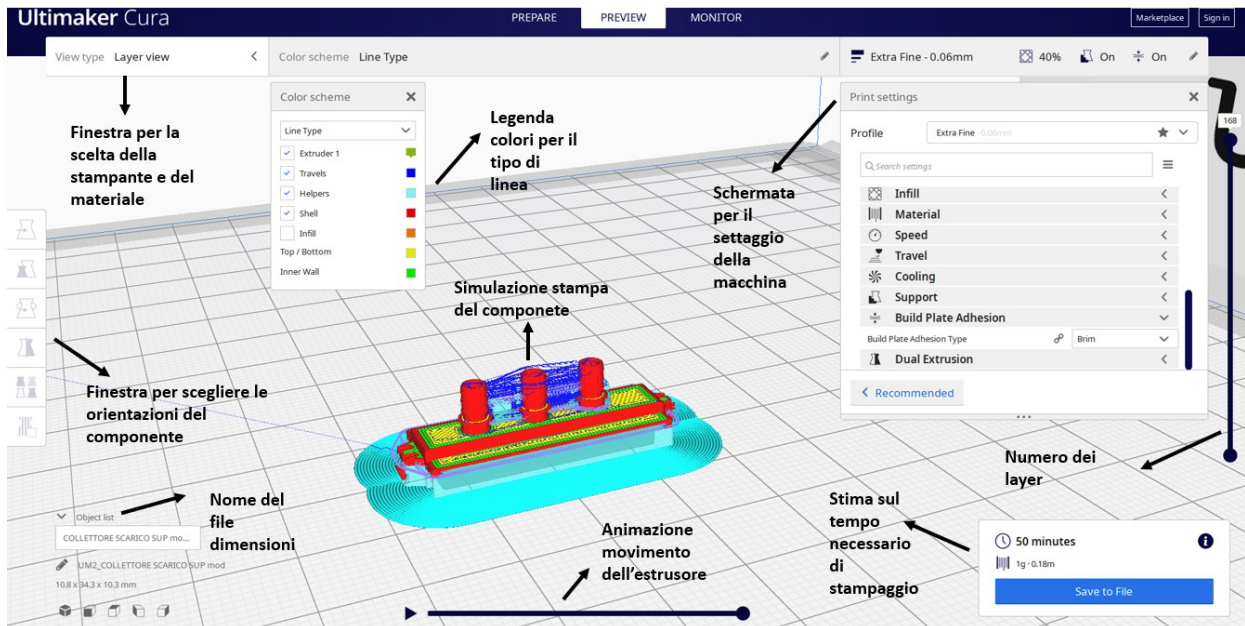 Ultimaker Cura
PREPARE
PREVIEW
MONITOR
Marketplace
Sign in
View type Layer view
Color scheme Line Type
Extra Fine - 0.06mm
40%
On
On
Finestra per la
scelta della
stampante e del
materiale
Color scheme
Line Type
Extruder 1
Travels
Helpers
Shell
Infill
Top / Bottom
Inner Wall
Legenda
colori per il
tipo di
linea
Schermata
per il
settaggio
della
macchina
Print settings
Profile
Extra Fine - 0.06mm
Search settings
Infill
Material
Speed
Travel
Cooling
Support
Build Plate Adhesion
Build Plate Adhesion Type
Brim
Dual Extrusion
Recommended
168
Simulazione stampa
del componete
Finestra per scegliere le
orientazioni del
componente
Numero dei
layer
Nome del
file
dimensioni
Object list
COLLETTORE SCARICO SUP mo...
UM2_COLLETTORE SCARICO SUP mod
10.8 x 34.3 x 10.3 mm
Animazione
movimento
dell'estrusore
Stima sul
tempo
necessario
di
stampaggio
50 minutes
1g · 0.18m
Save to File